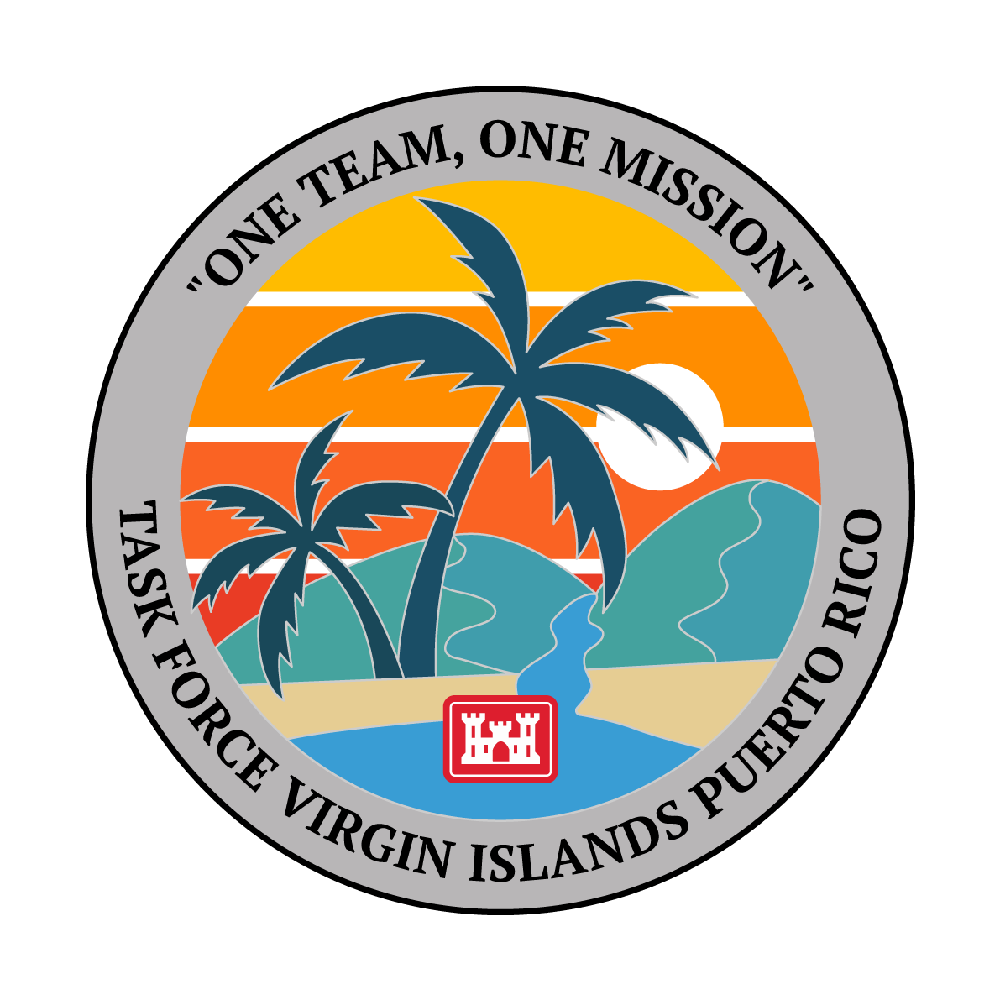 "ONE TEAM, ONE MISSION"
TASK FORCE VIRGIN ISLANDS PUERTO RICO